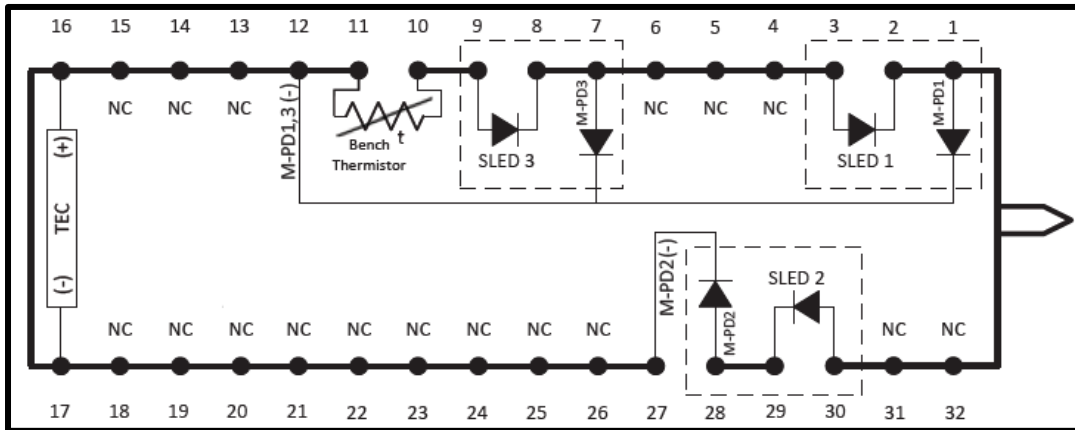 16 15 14 13 12 11 10 9 8 7 6 5 4 3 2 1
NC NC NC NC NC NC
M-PD1,3 (-)
t
Bench
Thermistor
SLED 3
M-PD3
SLED 1
M-PD1
(+)
TEC
(-)
M-PD2(-)
M-PD2
SLED 2
NC NC NC NC NC NC NC NC NC NC NC
17 18 19 20 21 22 23 24 25 26 27 28 29 30 31 32